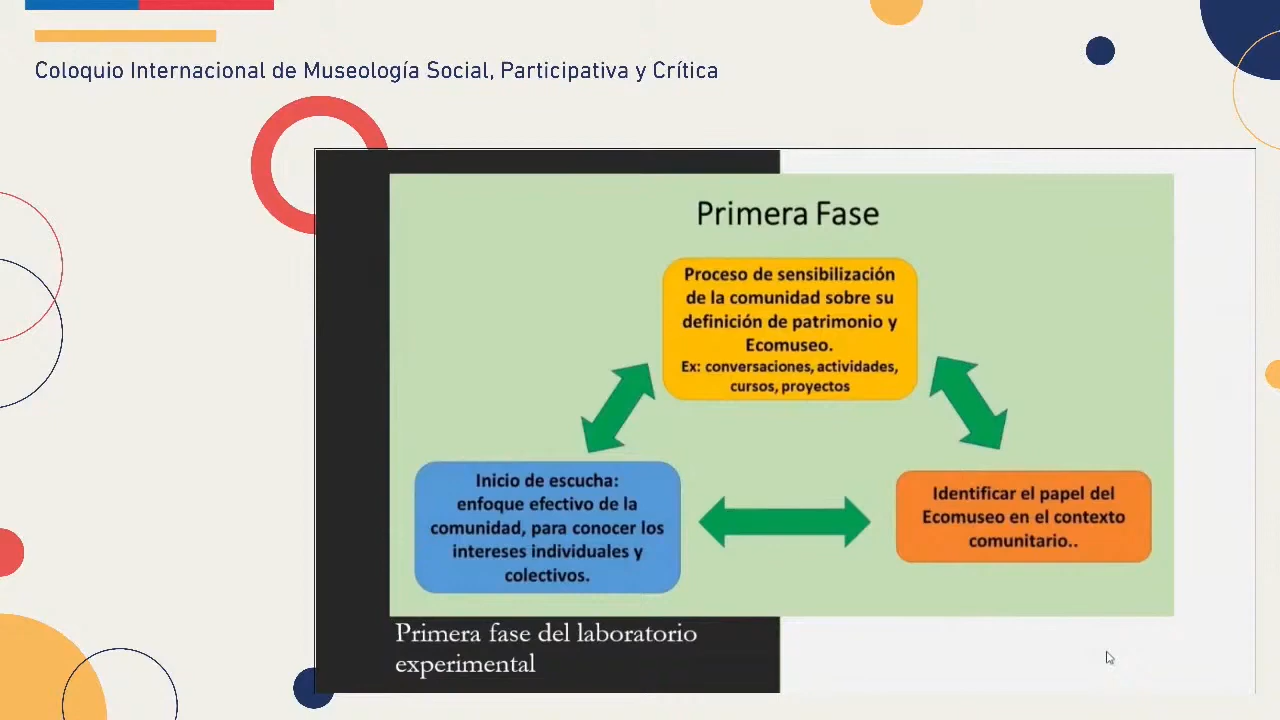 Coloquio Internacional de Museología Social, Participativa y Crítica
Primera Fase
Proceso de sensibilización
de la comunidad sobre su
definición de patrimonio y
Ecomuseo.
Ex: conversaciones, actividades,
cursos, proyectos
Inicio de escucha:
enfoque efectivo de la
comunidad, para conocer los
intereses individuales y
colectivos.
Identificar el papel del
Ecomuseo en el contexto
comunitario..
Primera fase del laboratorio
experimental